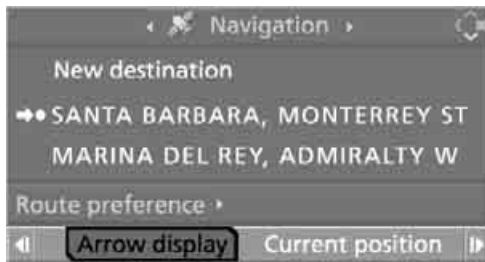 Navigation
New destination
SANTA BARBARA, MONTERREY ST
MARINA DEL REY, ADMIRALTY W
Route preference
Arrow display Current position